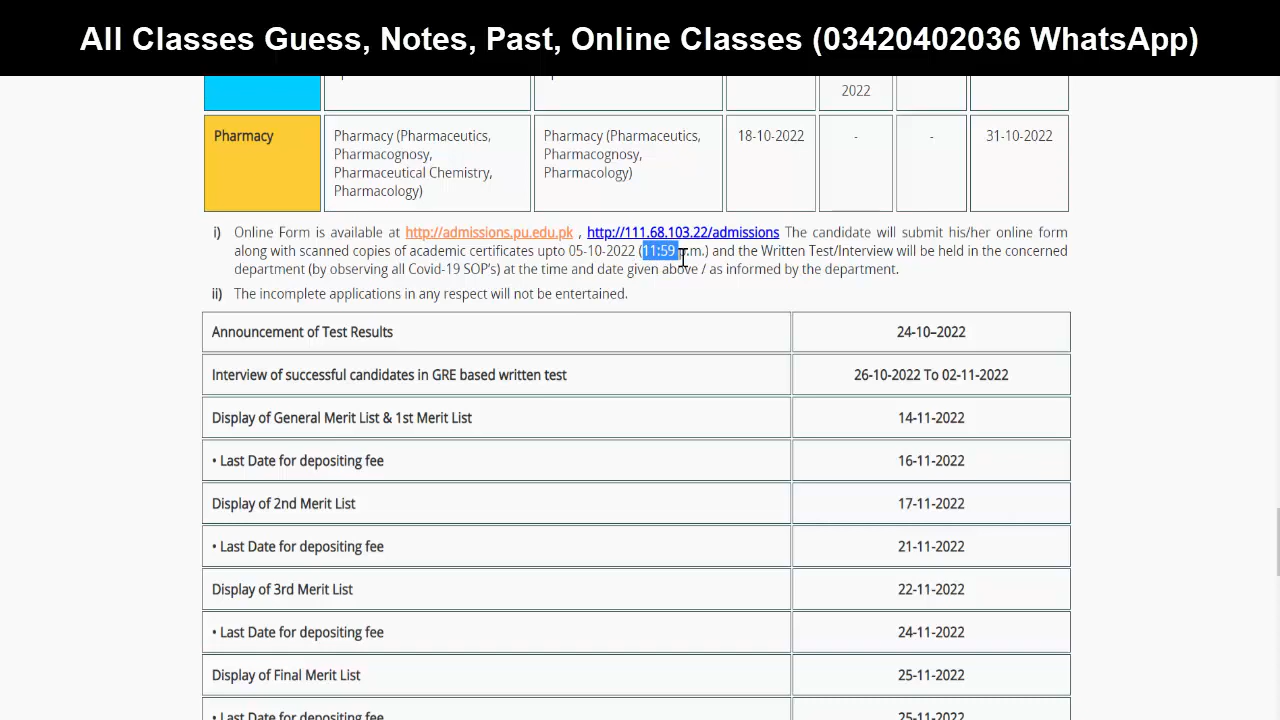 All Classes Guess, Notes, Past, Online Classes (03420402036 WhatsApp)
2022
Pharmacy
Pharmacy (Pharmaceutics,
Pharmacognosy,
Pharmaceutical Chemistry,
Pharmacology)
Pharmacy (Pharmaceutics,
Pharmacognosy,
Pharmacology)
18-10-2022
-
-
31-10-2022
i) Online Form is available at http://admissions.pu.edu.pk , http://111.68.103.22/admissions The candidate will submit his/her online form
along with scanned copies of academic certificates upto 05-10-2022 (11:59 p.m.) and the Written Test/Interview will be held in the concerned
department (by observing all Covid-19 SOP's) at the time and date given above / as informed by the department.
ii) The incomplete applications in any respect will not be entertained.
Announcement of Test Results 24-10–2022
Interview of successful candidates in GRE based written test 26-10-2022 To 02-11-2022
Display of General Merit List & 1st Merit List 14-11-2022
• Last Date for depositing fee 16-11-2022
Display of 2nd Merit List 17-11-2022
• Last Date for depositing fee 21-11-2022
Display of 3rd Merit List 22-11-2022
• Last Date for depositing fee 24-11-2022
Display of Final Merit List 25-11-2022
• Last Date for depositing fee 25-11-2022